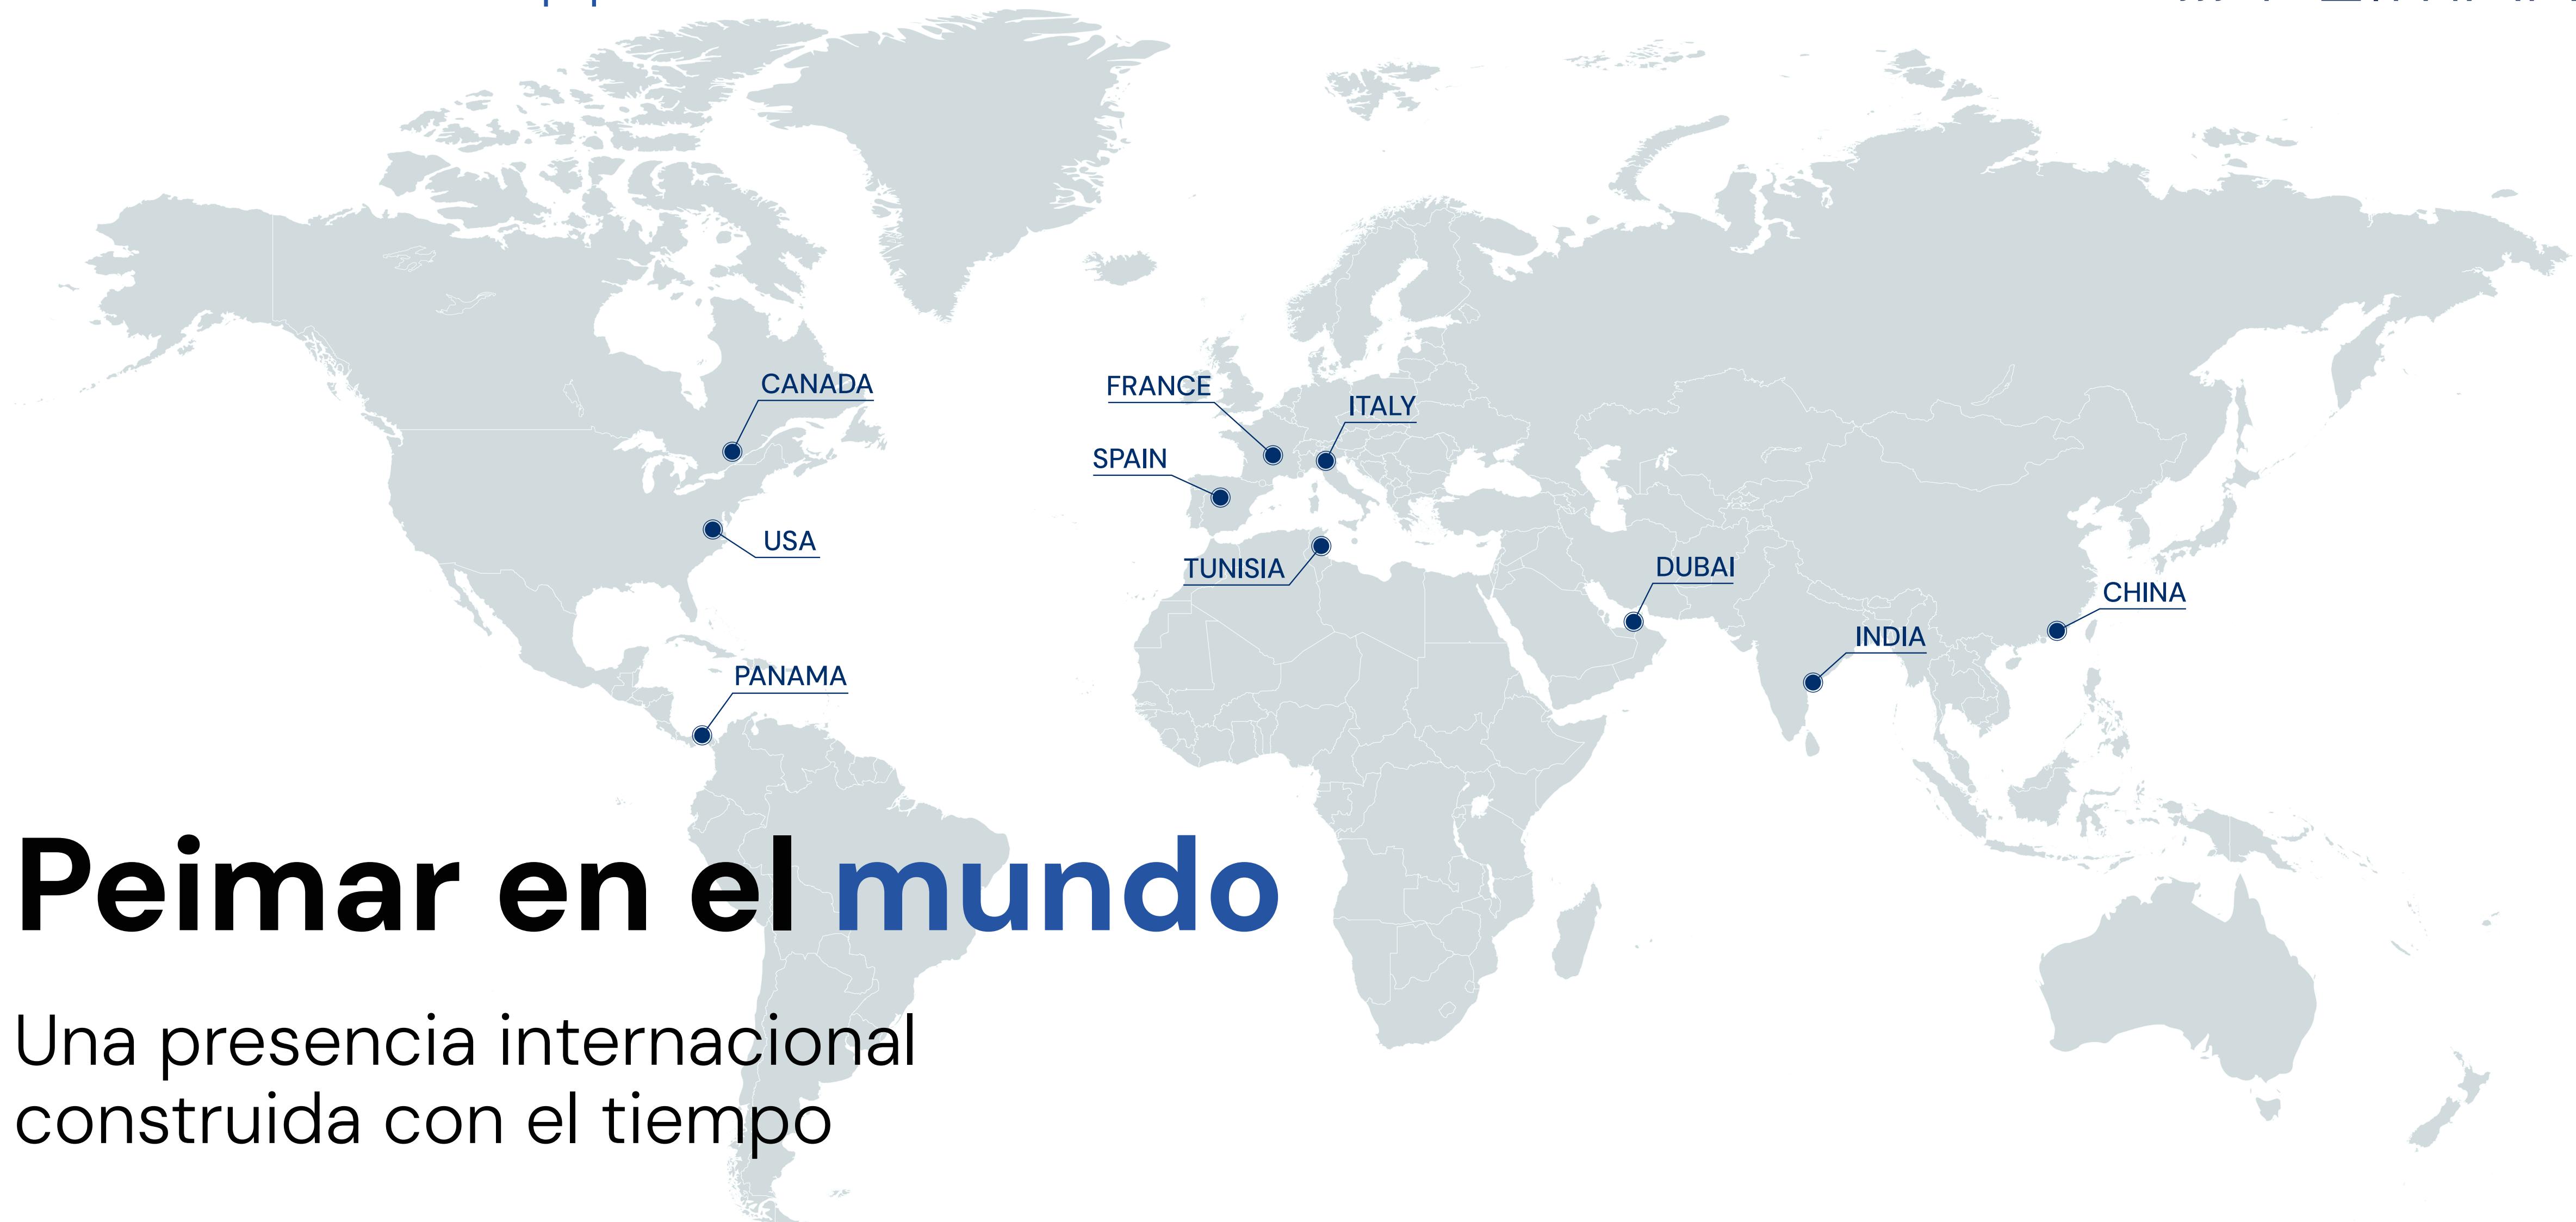 CANADA
FRANCE
ITALY
SPAIN
USA
TUNISIA
DUBAI
CHINA
INDIA
PANAMA
Peimar en el mundo
Una presencia internacional
construida con el tiempo